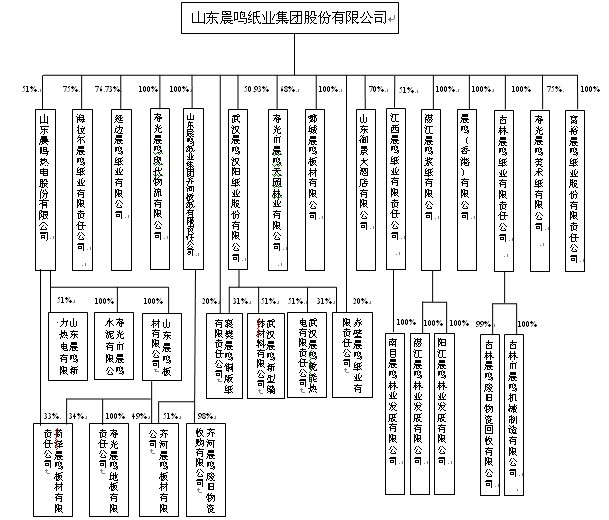 山东晨鸣纸业集团股份有限公司
51%
75%
76.73%
100%
100%
50.93%
68%
100%
70%
51%
100%
100%
100%
75%
100%
山东晨鸣热电股份有限公司
海拉尔晨鸣纸业有限责任公司
延边晨鸣纸业有限公司
寿光晨鸣现代物流有限公司
山东晨鸣纸业集团齐河板纸有限责任公司
武汉晨鸣汉阳纸业股份有限公司
寿光市晨鸣天园林业有限公司
鄄城晨鸣板材有限公司
山东御景大酒店有限公司
江西晨鸣纸业有限责任公司
湛江晨鸣浆纸有限公司
晨鸣（香港）有限公司
吉林晨鸣纸业有限责任公司
寿光晨鸣美术纸有限公司
富裕晨鸣纸业股份有限责任公司
51%
100%
100%
20%
31%
51%
51%
31%
20%
山东晨鸣新力热电有限
寿光市晨鸣水泥有限公司
山东晨鸣板材有限公司
襄樊晨鸣铜版纸有限责任公司
武汉晨鸣新型墙体材料有限公司
武汉晨鸣乾能热电有限责任公司
赤壁晨鸣纸业有限责任公司
100%
100%
100%
99%
100%
南昌晨鸣林业发展有限公司
湛江晨鸣林业发展有限公司
阳江晨鸣林业发展有限公司
吉林晨鸣废旧物资回收有限公司
吉林市晨鸣机械制造有限公司
33%
34%
100%
49%
51%
98%
晨鸣板材有限责任公司
寿光晨鸣地板有限责任公司
齐河晨鸣板材有限公司
齐河晨鸣废旧物资收购有限公司